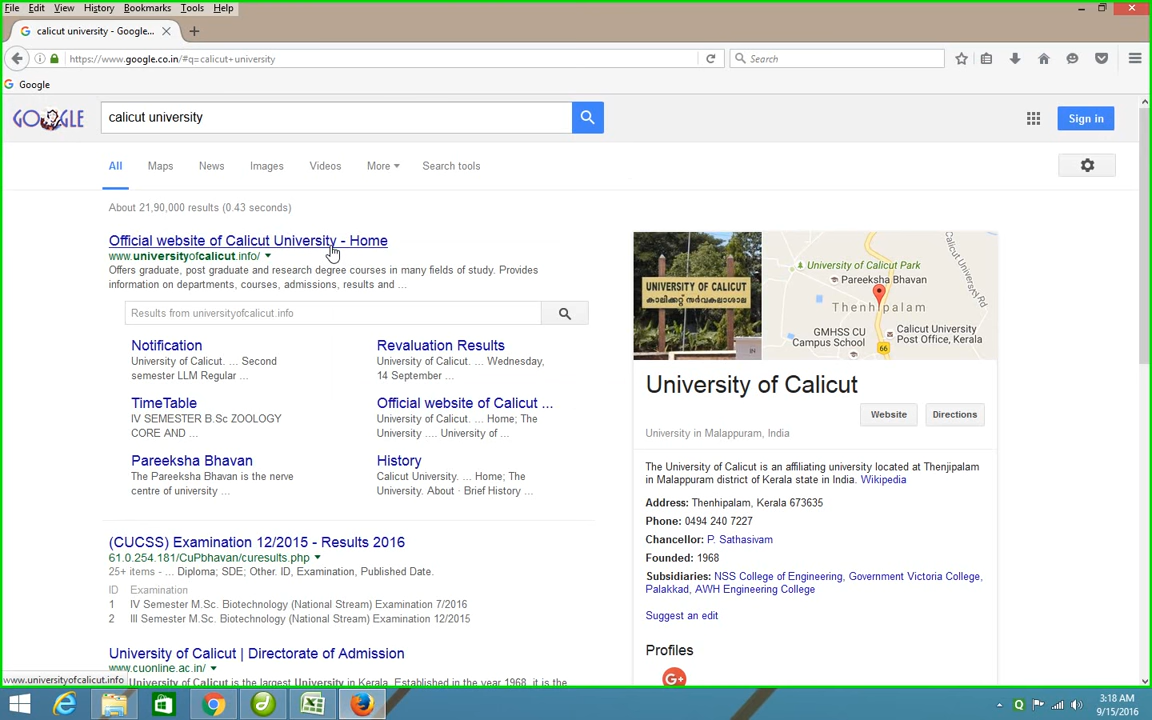 File Edit View History Bookmarks Tools Help
calicut university - Google...
https://www.google.co.in/#q=calicut+university
Search
Google
calicut university
Sign in
All Maps News Images Videos More Search tools
About 21,90,000 results (0.43 seconds)
Official website of Calicut University - Home
www.universityofcalicut.info/
Offers graduate, post graduate and research degree courses in many fields of study. Provides
information on departments, courses, admissions, results and ...
Results from universityofcalicut.info
Notification
University of Calicut. ... Second
semester LLM Regular ...
Revaluation Results
University of Calicut. ... Wednesday,
14 September ...
TimeTable
IV SEMESTER B.Sc ZOOLOGY
CORE AND ...
Official website of Calicut ...
University of Calicut. ... Home; The
University .... University of ...
Pareeksha Bhavan
The Pareeksha Bhavan is the nerve
centre of university ...
History
Calicut University. ... Home; The
University. About · Brief History ...
(CUCSS) Examination 12/2015 - Results 2016
61.0.254.181/CuPbhavan/curesults.php
25+ items - ... Diploma; SDE; Other. ID, Examination, Published Date.
ID Examination
1 IV Semester M.Sc. Biotechnology (National Stream) Examination 7/2016
2 III Semester M.Sc. Biotechnology (National Stream) Examination 12/2015
University of Calicut | Directorate of Admission
www.cuonline.ac.in/
University of Calicut is the largest University in Kerala. Established in the year 1968, it is the
UNIVERSITY OF CALICUT
കാലിക്കറ്റ് സർവകലാശാല
University of Calicut Park
Pareeksha Bhavan
Calicut University Rd
Thenhipalam
GMHSS CU
Campus School
Calicut University
Post Office, Kerala
66
University of Calicut
Website Directions
University in Malappuram, India
The University of Calicut is an affiliating university located at Thenjipalam
in Malappuram district of Kerala state in India. Wikipedia
Address: Thenhipalam, Kerala 673635
Phone: 0494 240 7227
Chancellor: P. Sathasivam
Founded: 1968
Subsidiaries: NSS College of Engineering, Government Victoria College,
Palakkad, AWH Engineering College
Suggest an edit
Profiles
G+
www.universityofcalicut.info
3:18 AM
9/15/2016